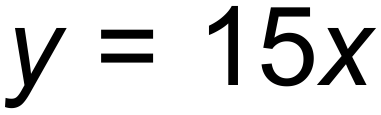 y = 15x